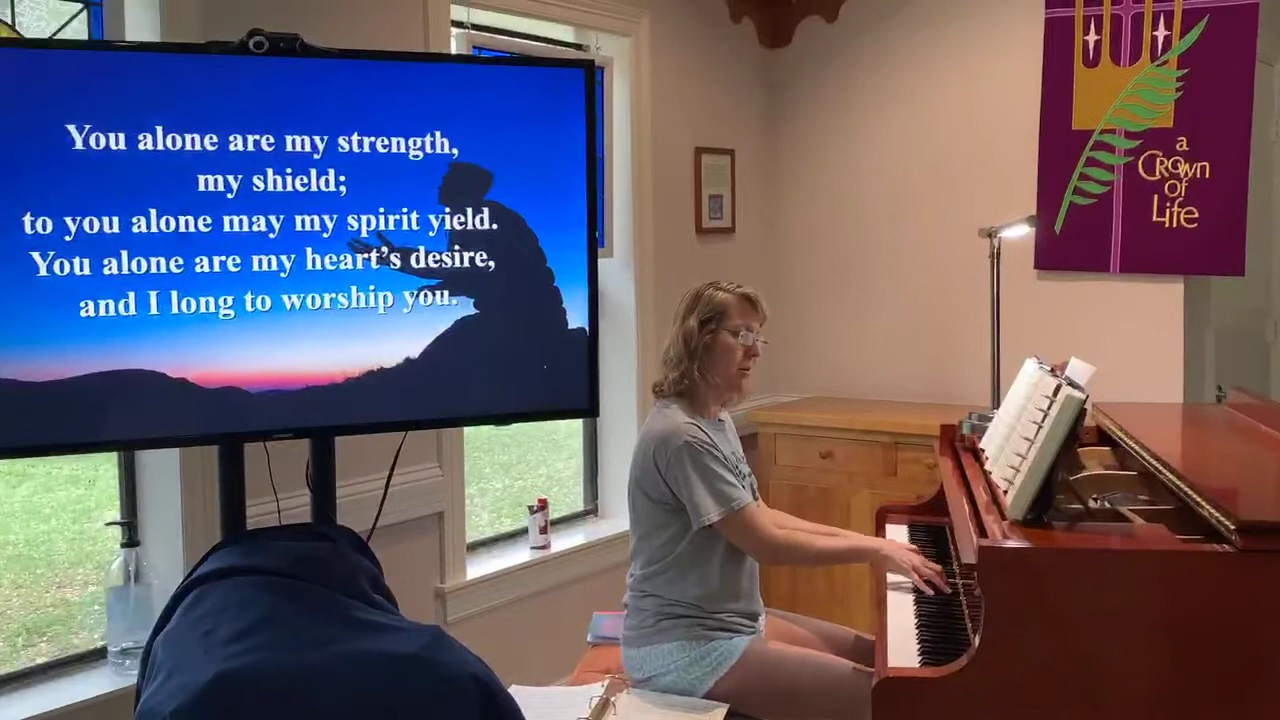 You alone are my strength,
my shield;
to you alone may my spirit yield.
You alone are my heart's desire,
and I long to worship you.
a
Crown
of
Life